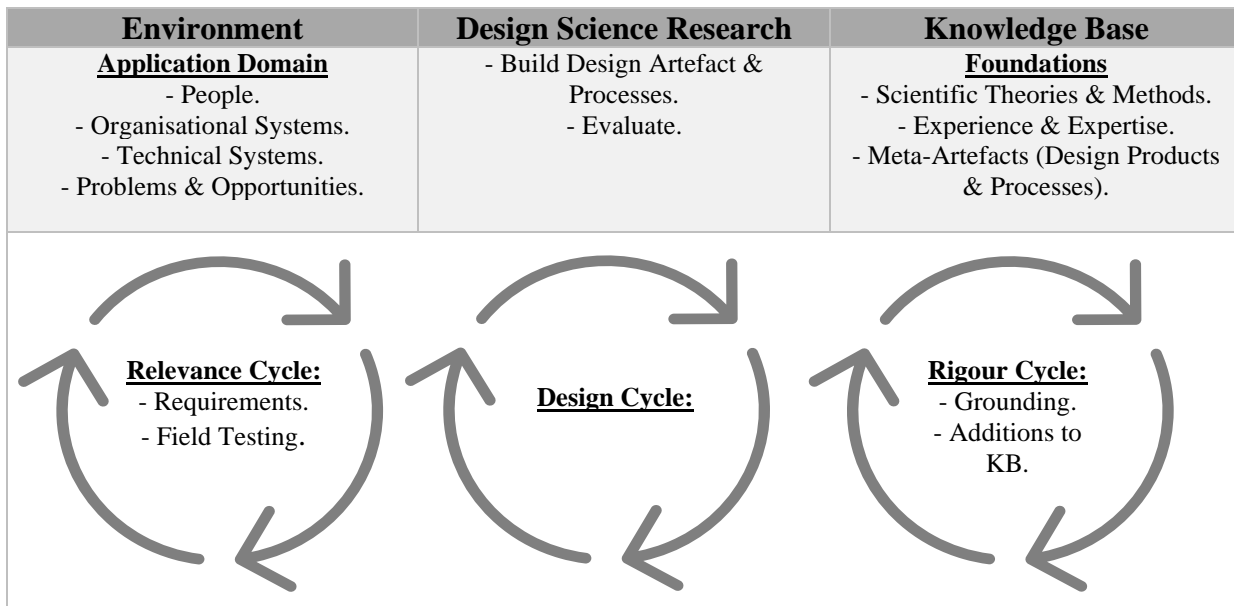 Environment
Design Science Research
Knowledge Base
Application Domain
- People.
- Organisational Systems.
- Technical Systems.
- Problems & Opportunities.
- Build Design Artefact &
Processes.
- Evaluate.
Foundations
- Scientific Theories & Methods.
- Experience & Expertise.
- Meta-Artefacts (Design Products
& Processes).
Relevance Cycle:
- Requirements.
- Field Testing.
Design Cycle:
Rigour Cycle:
- Grounding.
- Additions to
KB.